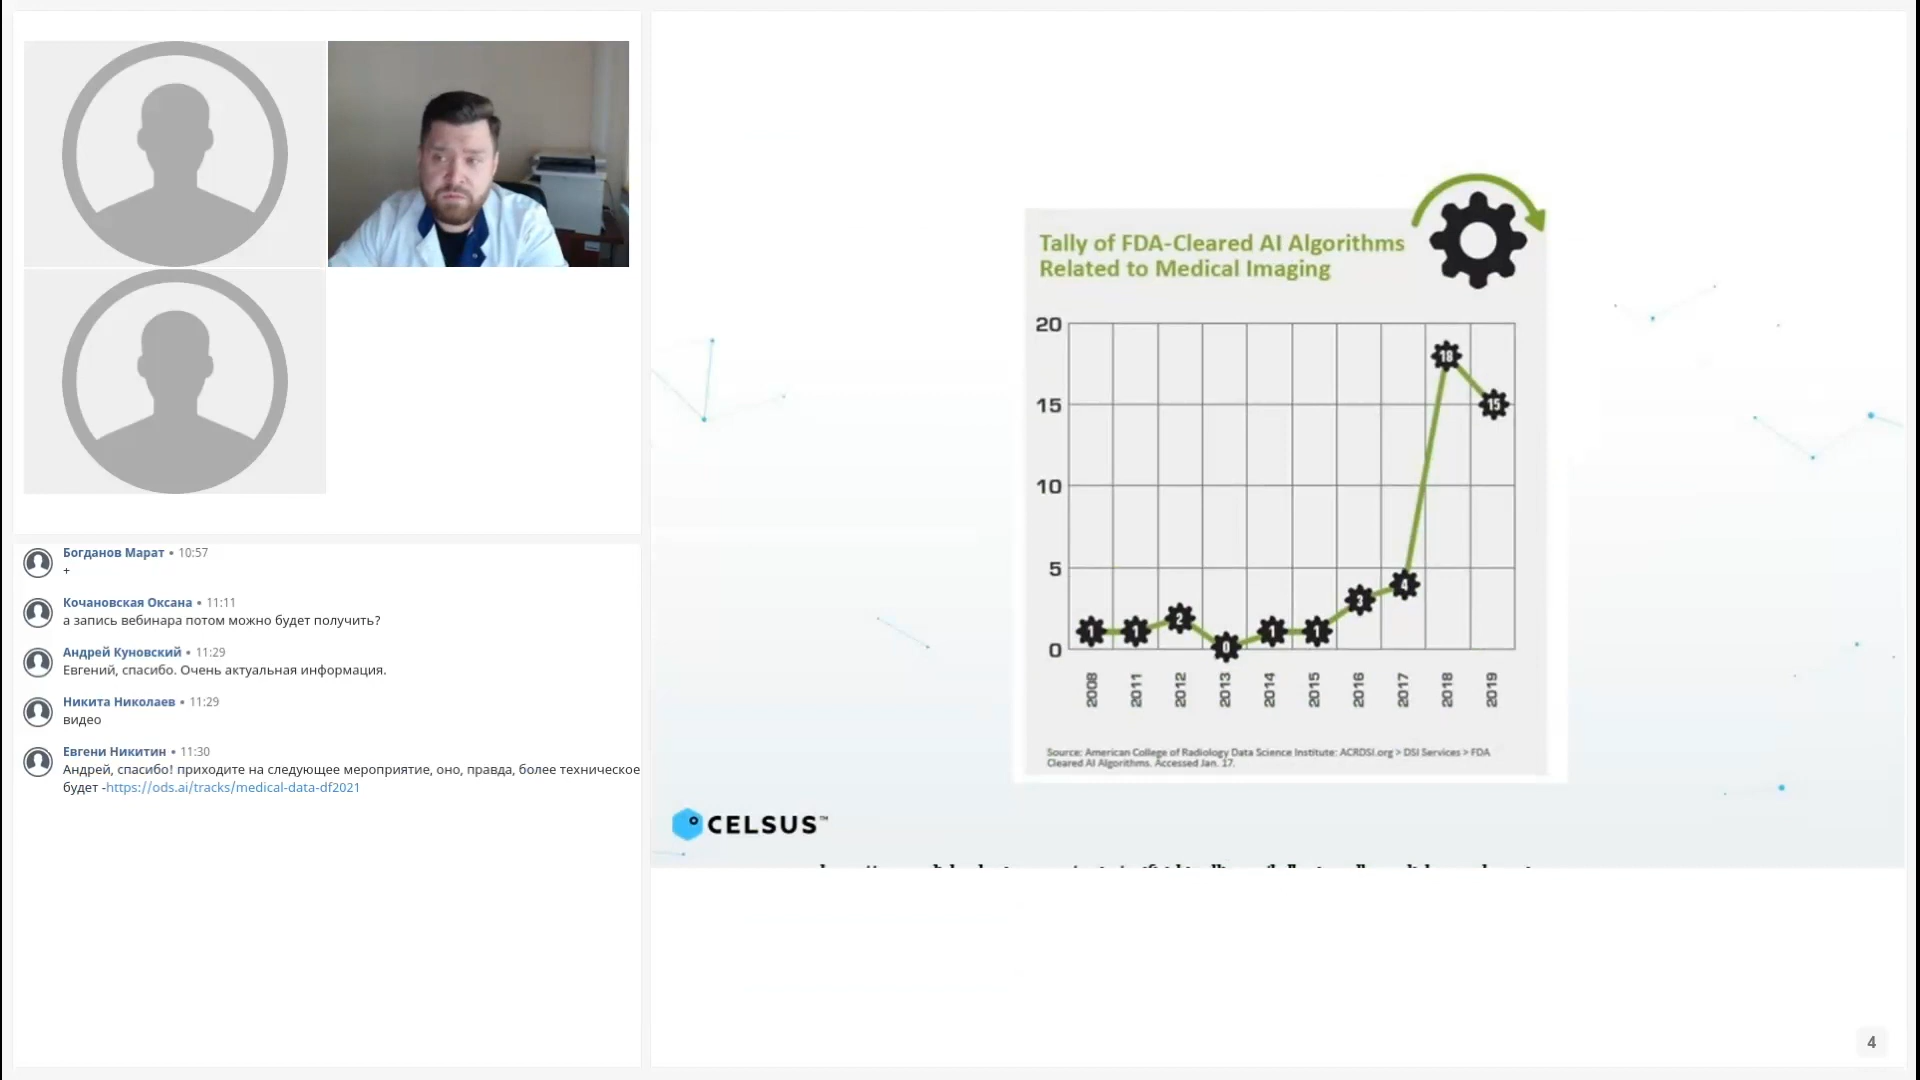 Богданов Марат • 10:57
+
Кочановская Оксана • 11:11
а запись вебинара потом можно будет получить?
Андрей Куновский • 11:29
Евгений, спасибо. Очень актуальная информация.
Никита Николаев • 11:29
видео
Евгени Никитин • 11:30
Андрей, спасибо! приходите на следующее мероприятие, оно, правда, более техническое
будет -https://ods.ai/tracks/medical-data-df2021
Tally of FDA-Cleared AI Algorithms
Related to Medical Imaging
20
15
10
5
0
1 1 2 0 1 1 3 4 18 15
2008 2011 2012 2013 2014 2015 2016 2017 2018 2019
Source: American College of Radiology Data Science Institute: ACRDSI.org > DSI Services > FDA
Cleared AI Algorithms. Accessed Jan. 17.
CELSUS™
4